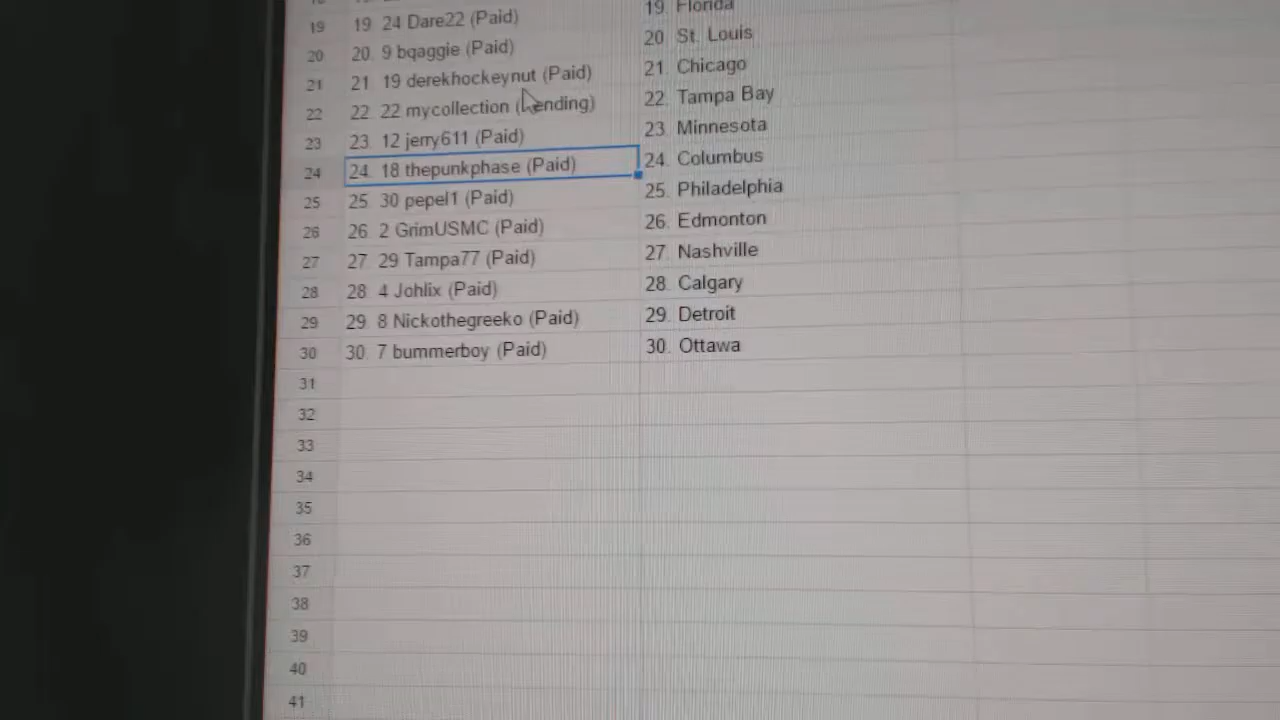 19 19 24 Dare22 (Paid) 19. Florida
20 20. 9 bqaggie (Paid) 20 St. Louis
21 21 19 derekhockeynut (Paid) 21. Chicago
22 22. 22 mycollection (Pending) 22. Tampa Bay
23 23. 12 jerry611 (Paid) 23. Minnesota
24 24. 18 thepunkphase (Paid) 24. Columbus
25 25 30 pepel1 (Paid) 25. Philadelphia
26 26. 2 GrimUSMC (Paid) 26. Edmonton
27 27. 29 Tampa77 (Paid) 27. Nashville
28 28 4 Johlix (Paid) 28. Calgary
29 29. 8 Nickothegreeko (Paid) 29. Detroit
30 30. 7 bummerboy (Paid) 30. Ottawa
31
32
33
34
35
36
37
38
39
40
41